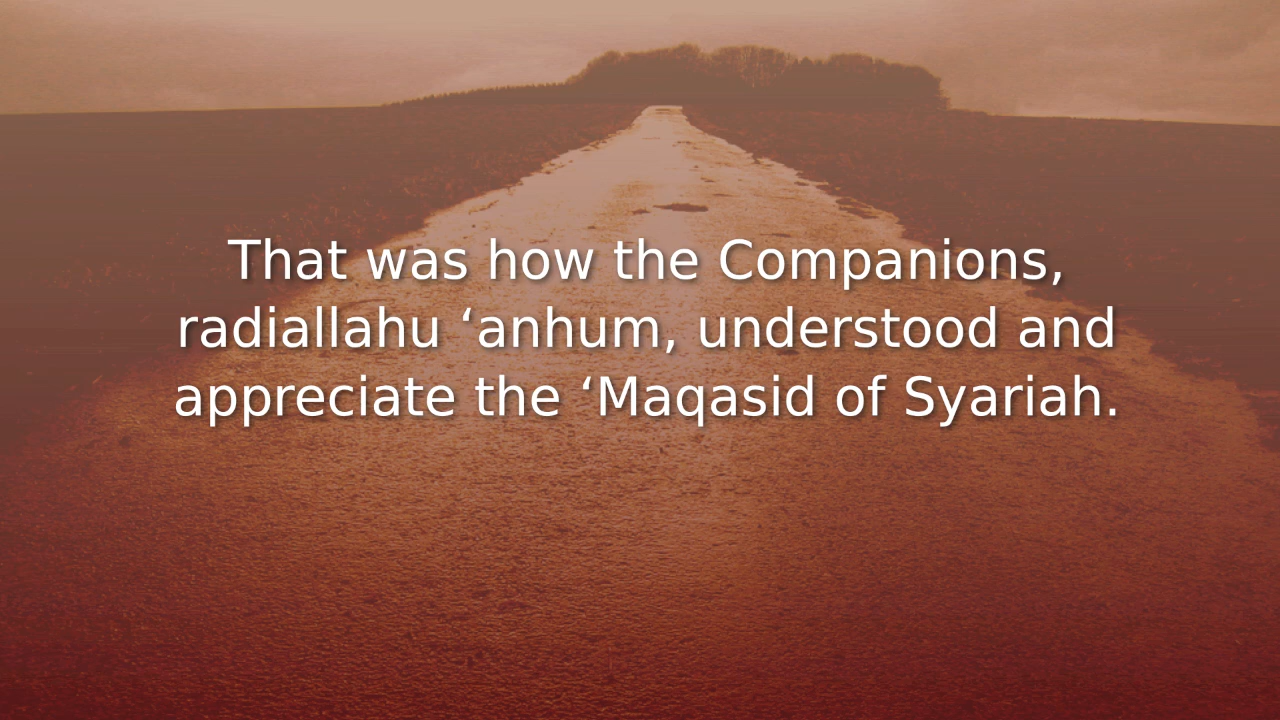 That was how the Companions,
radiallahu ‘anhum, understood and
appreciate the ‘Maqasid of Syariah.